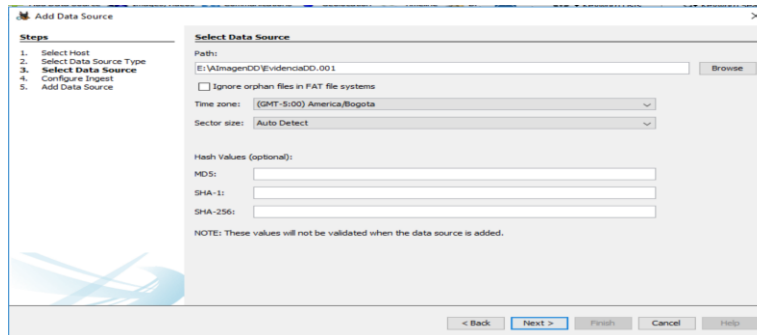 Add Data Source
Steps
1. Select Host
2. Select Data Source Type
3. Select Data Source
4. Configure Ingest
5. Add Data Source
Select Data Source
Path:
E:\AImagenDD\EvidenciaDD.001
Browse
Ignore orphan files in FAT file systems
Time zone: (GMT-5:00) America/Bogota
Sector size: Auto Detect
Hash Values (optional):
MD5:
SHA-1:
SHA-256:
NOTE: These values will not be validated when the data source is added.
< Back Next > Finish Cancel Help